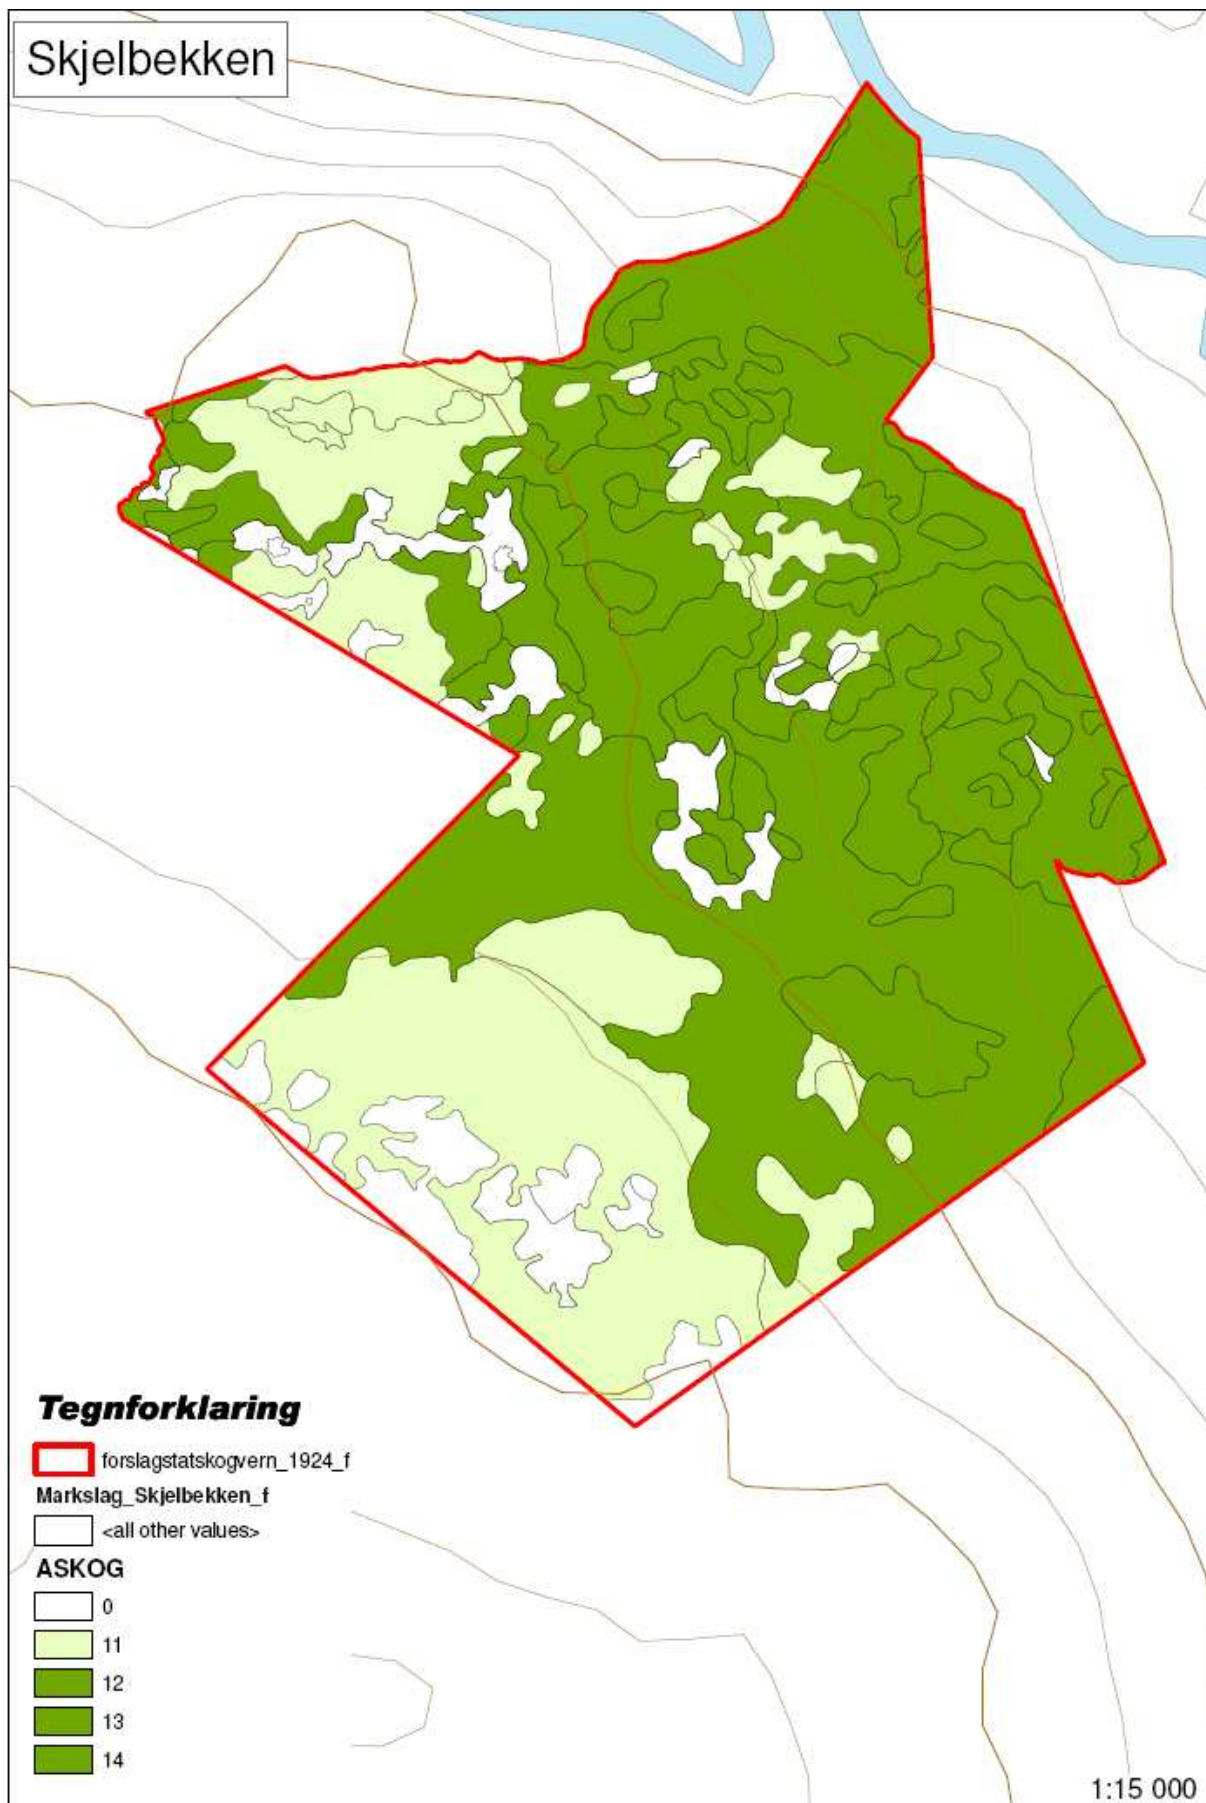 Skjelbekken
Tegnforklaring
forslagstatskogvern_1924_f
Markslag_Skjelbekken_f
<all other values>
ASKOG
0
11
12
13
14
1:15 000